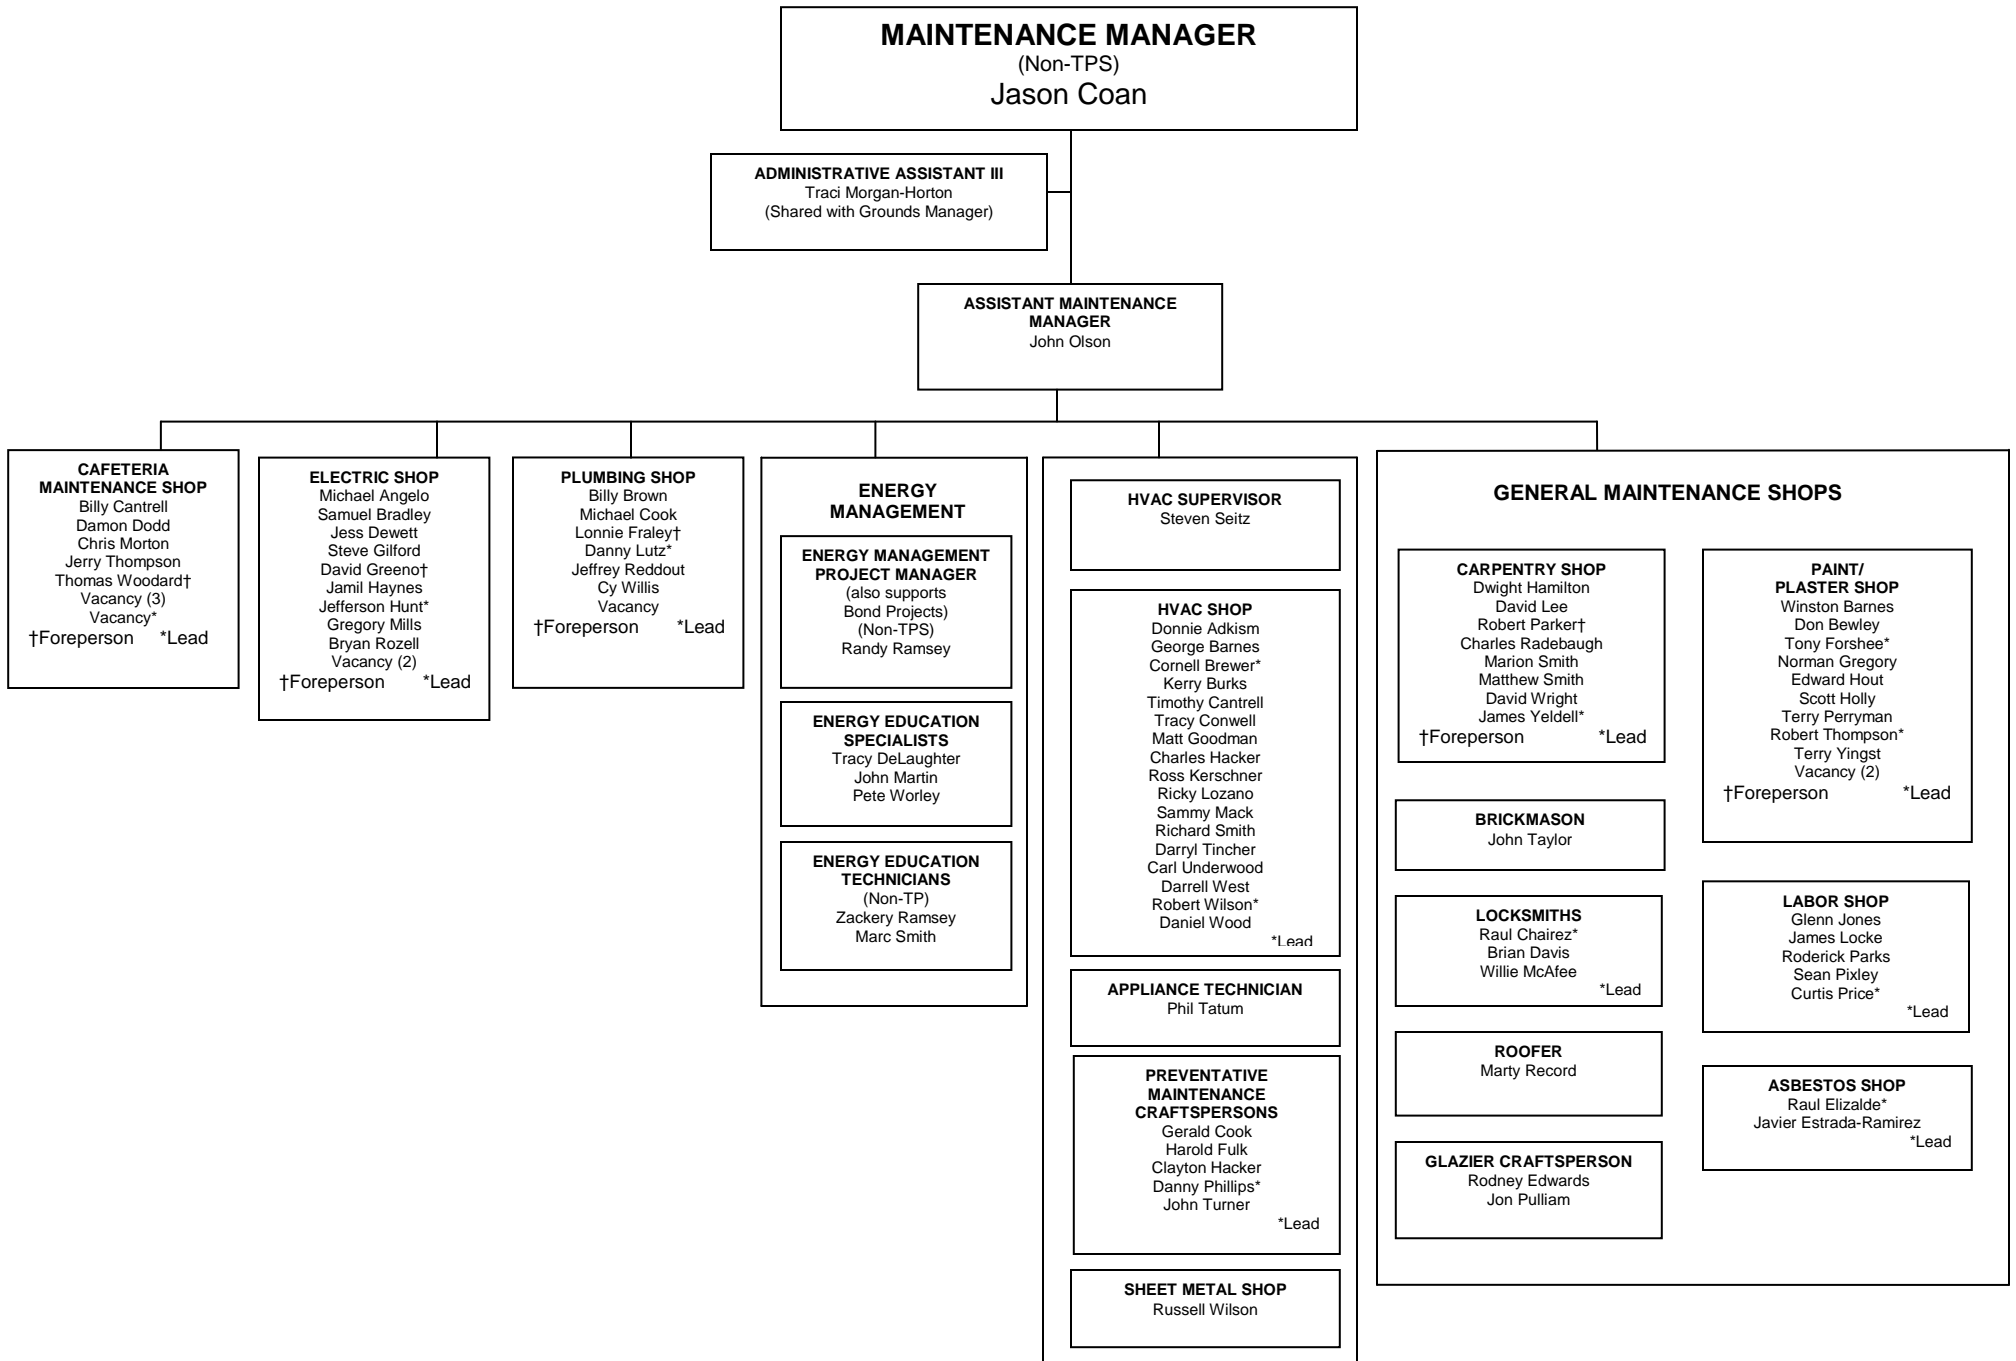 MAINTENANCE MANAGER
(Non-TPS)
Jason Coan
ADMINISTRATIVE ASSISTANT III
Traci Morgan-Horton
(Shared with Grounds Manager)
ASSISTANT MAINTENANCE
MANAGER
John Olson
CAFETERIA
MAINTENANCE SHOP
Billy Cantrell
Damon Dodd
Chris Morton
Jerry Thompson
Thomas Woodard†
Vacancy (3)
Vacancy*
†Foreperson *Lead
ELECTRIC SHOP
Michael Angelo
Samuel Bradley
Jess Dewett
Steve Gilford
David Greeno†
Jamil Haynes
Jefferson Hunt*
Gregory Mills
Bryan Rozell
Vacancy (2)
†Foreperson *Lead
PLUMBING SHOP
Billy Brown
Michael Cook
Lonnie Fraley†
Danny Lutz*
Jeffrey Reddout
Cy Willis
Vacancy
†Foreperson *Lead
ENERGY
MANAGEMENT
ENERGY MANAGEMENT
PROJECT MANAGER
(also supports
Bond Projects)
(Non-TPS)
Randy Ramsey
ENERGY EDUCATION
SPECIALISTS
Tracy DeLaughter
John Martin
Pete Worley
ENERGY EDUCATION
TECHNICIANS
(Non-TP)
Zackery Ramsey
Marc Smith
HVAC SUPERVISOR
Steven Seitz
HVAC SHOP
Donnie Adkism
George Barnes
Cornell Brewer*
Kerry Burks
Timothy Cantrell
Tracy Conwell
Matt Goodman
Charles Hacker
Ross Kerschner
Ricky Lozano
Sammy Mack
Richard Smith
Darryl Tincher
Carl Underwood
Darrell West
Robert Wilson*
Daniel Wood
*Lead
APPLIANCE TECHNICIAN
Phil Tatum
PREVENTATIVE
MAINTENANCE
CRAFTSPERSONS
Gerald Cook
Harold Fulk
Clayton Hacker
Danny Phillips*
John Turner
*Lead
SHEET METAL SHOP
Russell Wilson
GENERAL MAINTENANCE SHOPS
CARPENTRY SHOP
Dwight Hamilton
David Lee
Robert Parker†
Charles Radebaugh
Marion Smith
Matthew Smith
David Wright
James Yeldell*
†Foreperson *Lead
BRICKMASON
John Taylor
LOCKSMITHS
Raul Chairez*
Brian Davis
Willie McAfee
*Lead
ROOFER
Marty Record
GLAZIER CRAFTSPERSON
Rodney Edwards
Jon Pulliam
PAINT/
PLASTER SHOP
Winston Barnes
Don Bewley
Tony Forshee*
Norman Gregory
Edward Hout
Scott Holly
Terry Perryman
Robert Thompson*
Terry Yingst
Vacancy (2)
†Foreperson *Lead
LABOR SHOP
Glenn Jones
James Locke
Roderick Parks
Sean Pixley
Curtis Price*
*Lead
ASBESTOS SHOP
Raul Elizalde*
Javier Estrada-Ramirez
*Lead